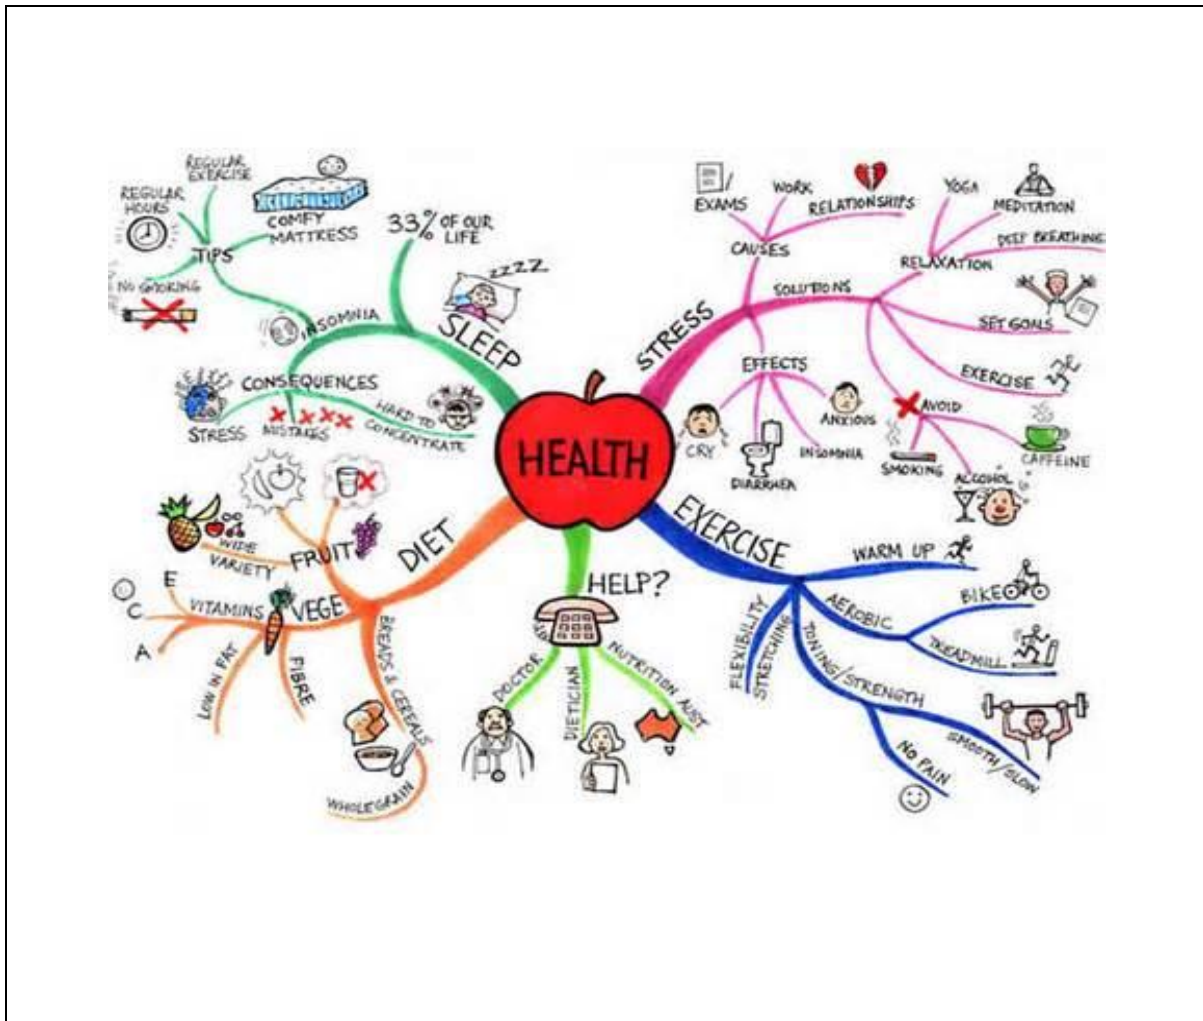 REGULAR
EXERCISE
REGULAR
HOURS
COMFY
MATTRESS
TIPS
NO SMOKING
33% OF OUR
LIFE
ZZZZ
INSOMNIA
SLEEP
CONSEQUENCES
STRESS
MISTAKES
HARD TO
CONCENTRATE
EXAMS
WORK
RELATIONSHIPS
CAUSES
YOGA
MEDITATION
DEEP BREATHING
RELAXATION
SOLUTIONS
STRESS
SET GOALS
EXERCISE
EFFECTS
CRY
DIARRHEA
INSOMNIA
ANXIOUS
AVOID
SMOKING
ALCOHOL
CAFFEINE
HEALTH
DIET
FRUIT
WIDE
VARIETY
VEGE
VITAMINS
E
C
A
LOW IN FAT
FIBRE
BREADS & CEREALS
WHOLEGRAIN
HELP?
DOCTOR
DIETICIAN
NUTRITION AUST
EXERCISE
WARM UP
AEROBIC
BIKE
TREADMILL
FLEXIBILITY
STRETCHING
TONING/STRENGTH
SMOOTH/SLOW
NO PAIN